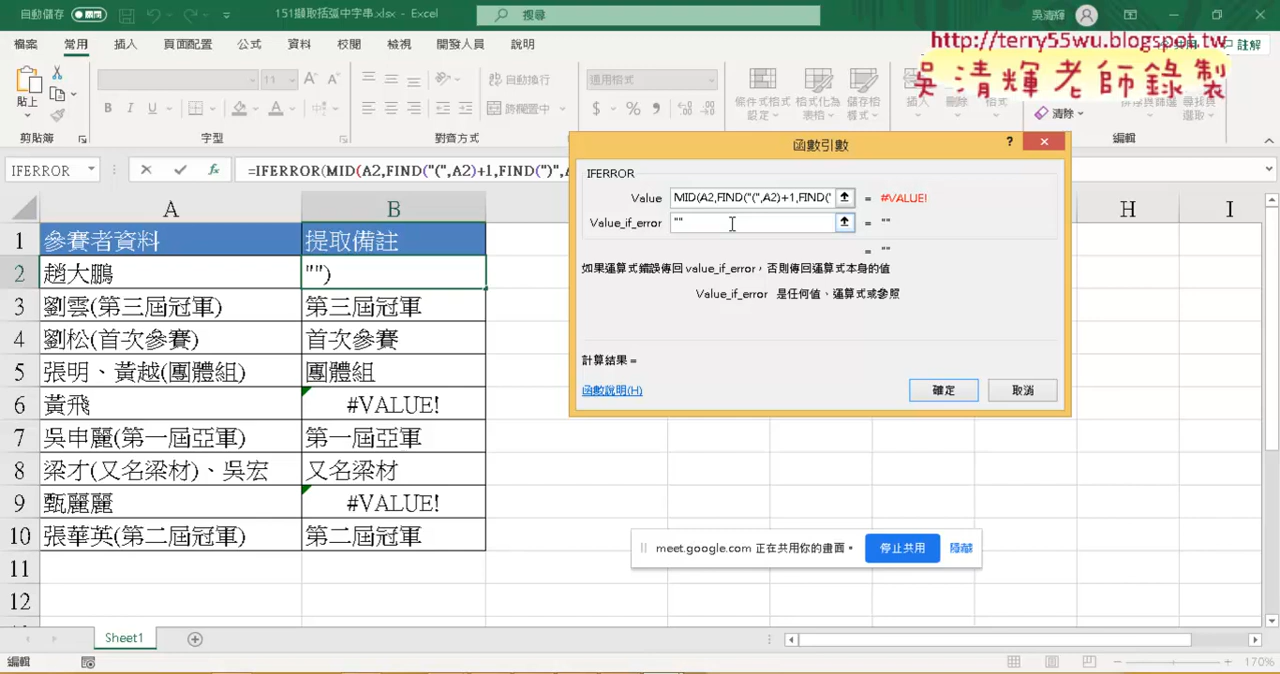 自動儲存
151擷取括弧中字串.xlsx - Excel
搜尋
吳清輝
檔案 常用 插入 頁面配置 公式 資料 校閱 檢視 開發人員 說明
註解
http://terry55wu.blogspot.tw
吳清輝老師錄製
貼上
11
自動換行
跨欄置中
通用格式
條件式格式設定
格式化為表格
儲存格樣式
插入 刪除 格式
清除
排序與篩選 尋找與選取
剪貼簿 字型 對齊方式 編輯
IFERROR
=IFERROR(MID(A2,FIND("(",A2)+1,FIND(")",A
函數引數
IFERROR
Value MID(A2,FIND("(",A2)+1,FIND(" = #VALUE!
Value_if_error "" = ""
= ""
如果運算式錯誤傳回 value_if_error，否則傳回運算式本身的值
Value_if_error 是任何值、運算式或參照
計算結果 =
函數說明(H)
確定 取消
A B H I
1 參賽者資料 提取備註
2 趙大鵬 "")
3 劉雲(第三屆冠軍) 第三屆冠軍
4 劉松(首次參賽) 首次參賽
5 張明、黃越(團體組) 團體組
6 黃飛 #VALUE!
7 吳申麗(第一屆亞軍) 第一屆亞軍
8 梁才(又名梁材)、吳宏 又名梁材
9 甄麗麗 #VALUE!
10 張華英(第二屆冠軍) 第二屆冠軍
11
12
meet.google.com 正在共用你的畫面。 停止共用 隱藏
Sheet1
編輯
170%